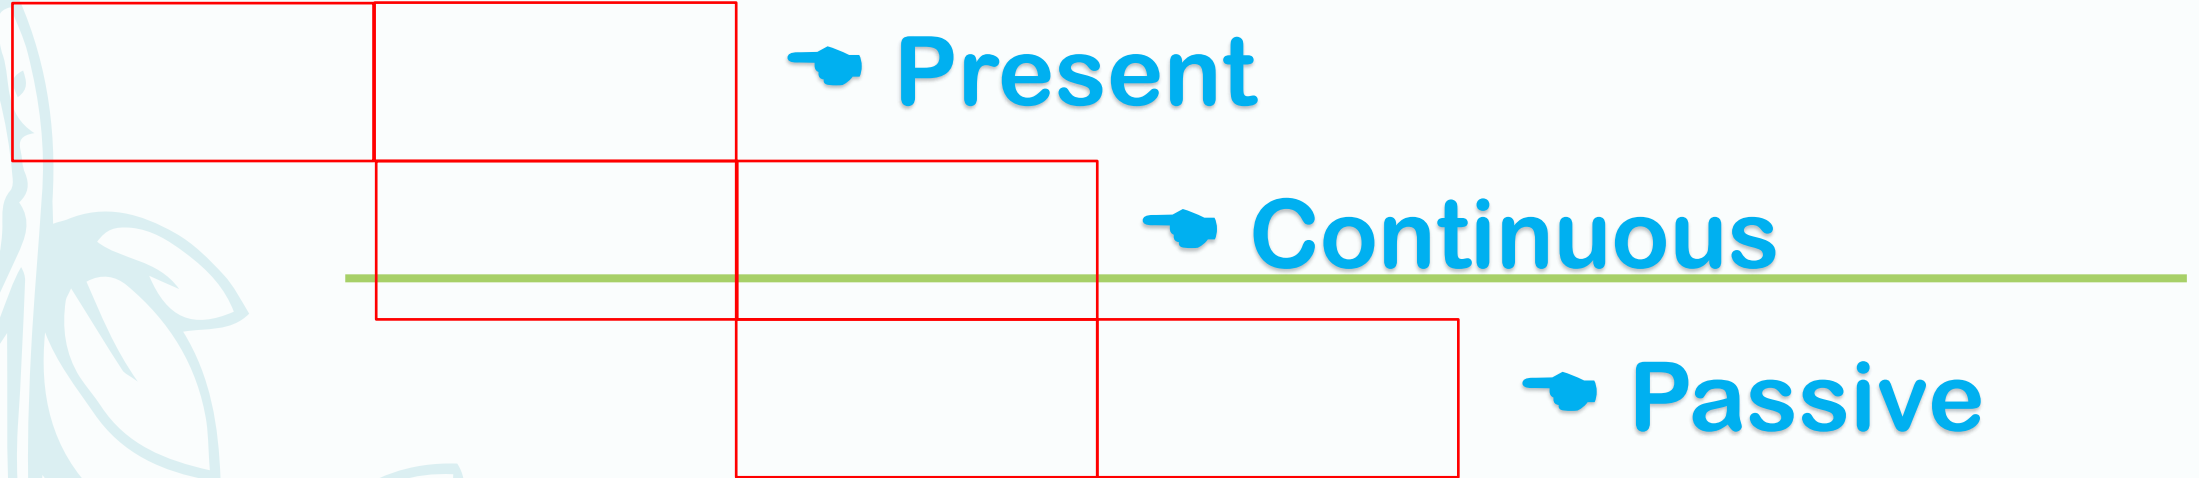 ☚ Present
☚ Continuous
☚ Passive